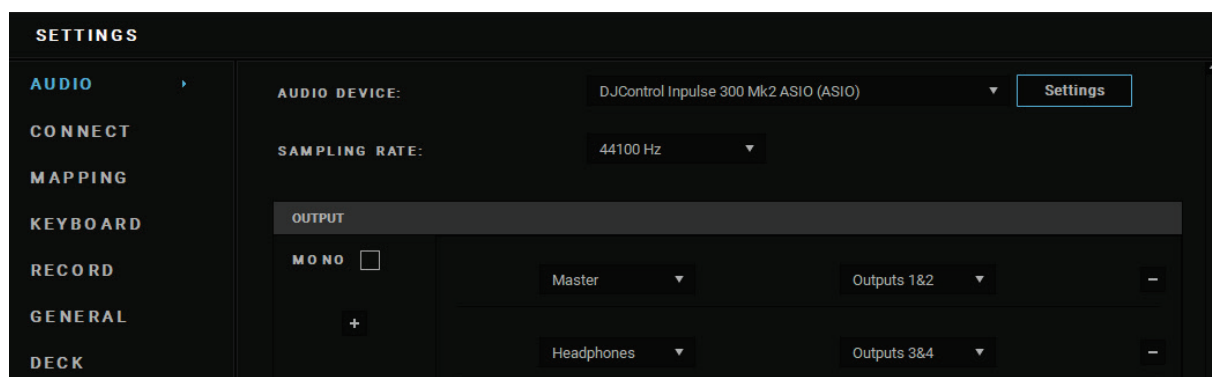 SETTINGS
AUDIO
CONNECT
MAPPING
KEYBOARD
RECORD
GENERAL
DECK
AUDIO DEVICE: DJControl Inpulse 300 Mk2 ASIO (ASIO) Settings
SAMPLING RATE: 44100 Hz
OUTPUT
MONO
+
Master Outputs 1&2 −
Headphones Outputs 3&4 −